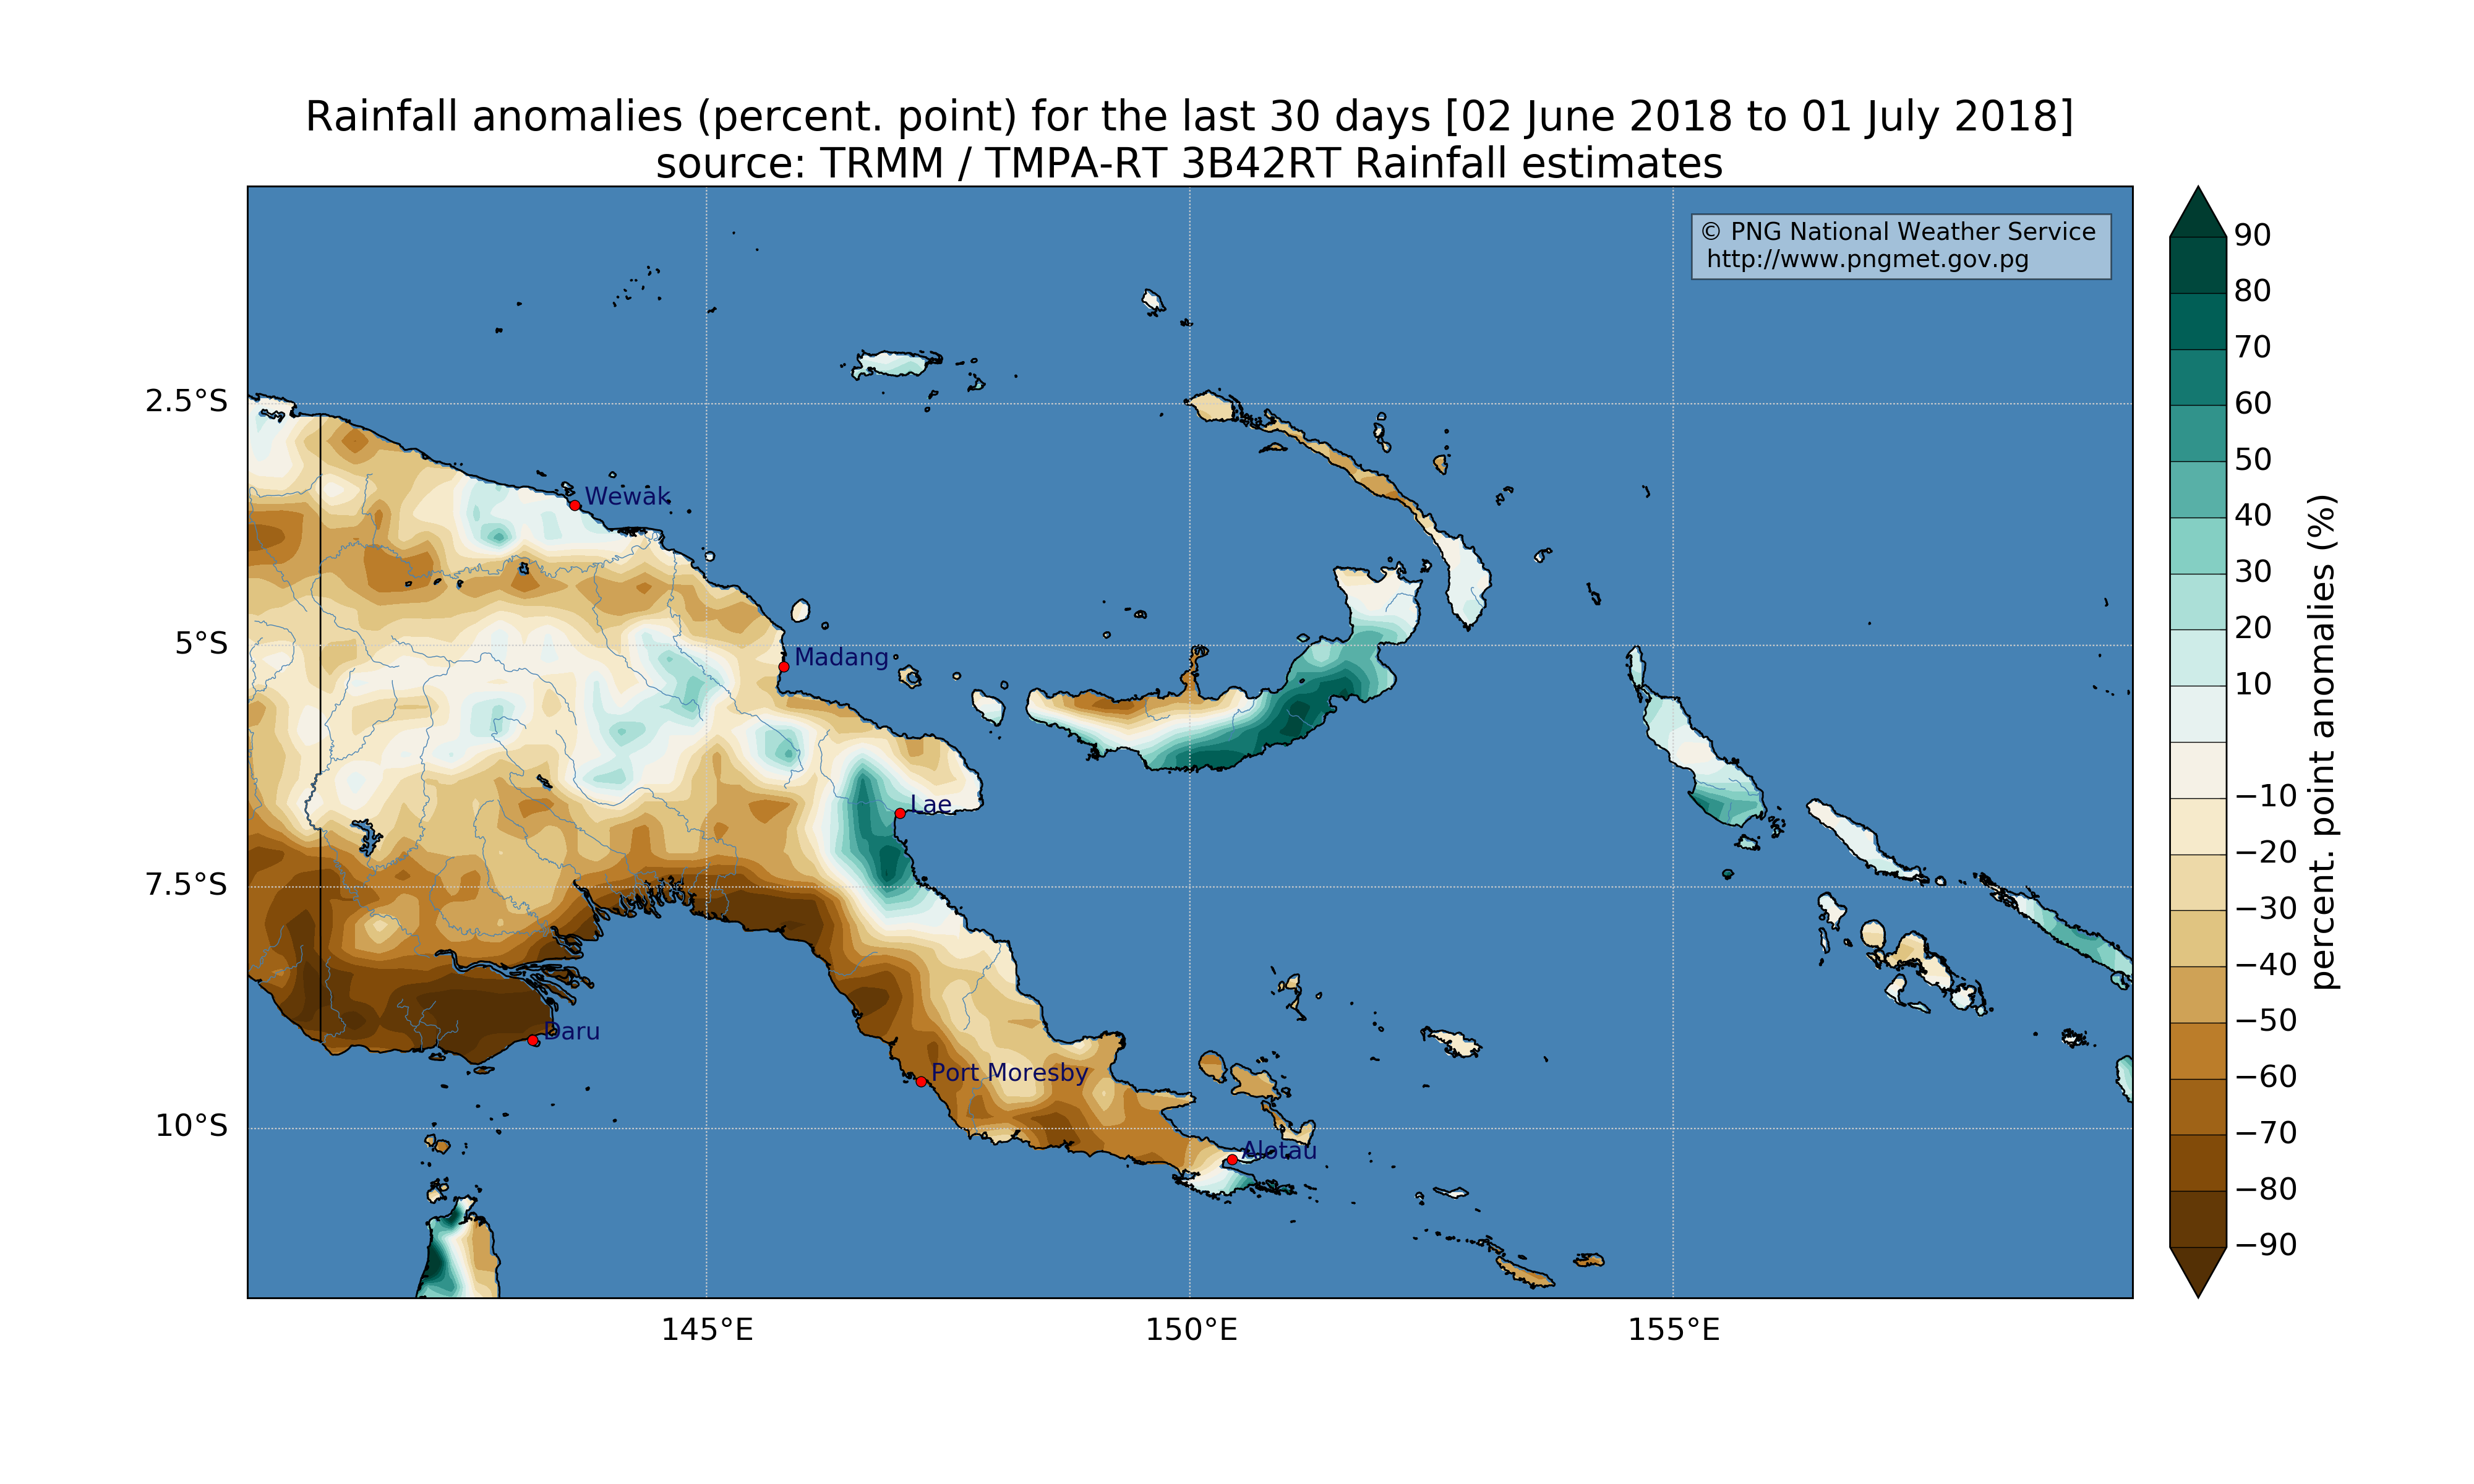 Rainfall anomalies (percent. point) for the last 30 days [02 June 2018 to 01 July 2018]
source: TRMM / TMPA-RT 3B42RT Rainfall estimates
© PNG National Weather Service
http://www.pngmet.gov.pg
2.5°S
5°S
7.5°S
10°S
145°E
150°E
155°E
Wewak
Madang
Lae
Daru
Port Moresby
Alotau
90
80
70
60
50
40
30
20
10
−10
−20
−30
−40
−50
−60
−70
−80
−90
percent. point anomalies (%)